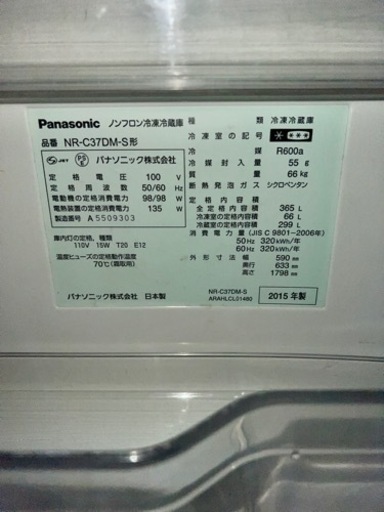 Panasonic ノンフロン冷凍冷蔵庫
品番 NR-C37DM-S形
JET PSE パナソニック株式会社
定格電圧 100 V
定格周波数 50/60 Hz
電動機の定格消費電力 98/98 W
電熱装置の定格消費電力 135 W
製造番号 A 5509303
庫内灯の定格、種類
110V 15W T20 E12
温度ヒューズの定格動作温度
70℃(霜取用)
パナソニック株式会社 日本製
種類 冷凍冷蔵庫
冷凍室の記号
冷媒 R600a
冷媒封入量 55 g
質量 66 kg
断熱発泡ガス シクロペンタン
定格内容積
全定格内容積 365 L
冷凍室の定格内容積 66 L
冷蔵室の定格内容積 299 L
消費電力量 (JIS C 9801-2006年)
50Hz 320 kWh/年
60Hz 320 kWh/年
外形寸法 幅 590 mm
奥行 633 mm
高さ 1798 mm
NR-C37DM-S
ARAHLCL01480
2015 年製